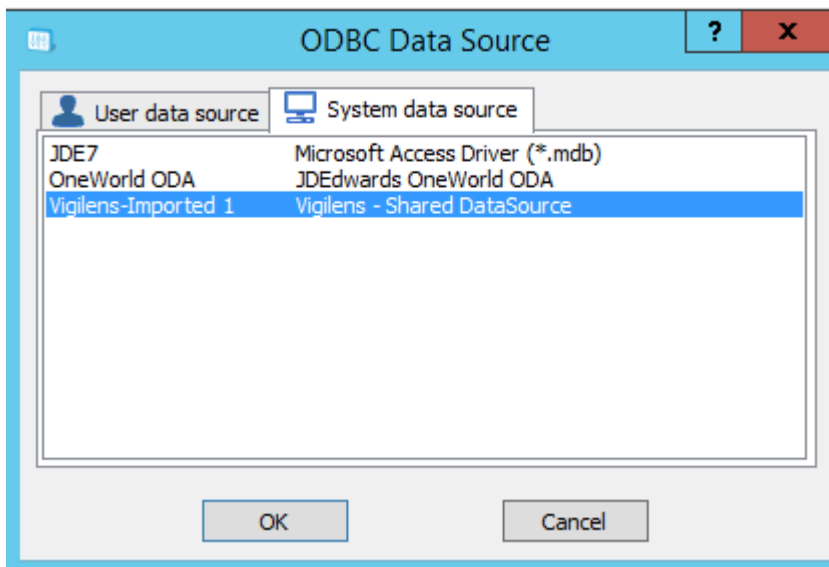 ODBC Data Source
?
x
User data source
System data source
JDE7 Microsoft Access Driver (*.mdb)
OneWorld ODA JDEdwards OneWorld ODA
Vigilens-Imported 1 Vigilens - Shared DataSource
OK
Cancel